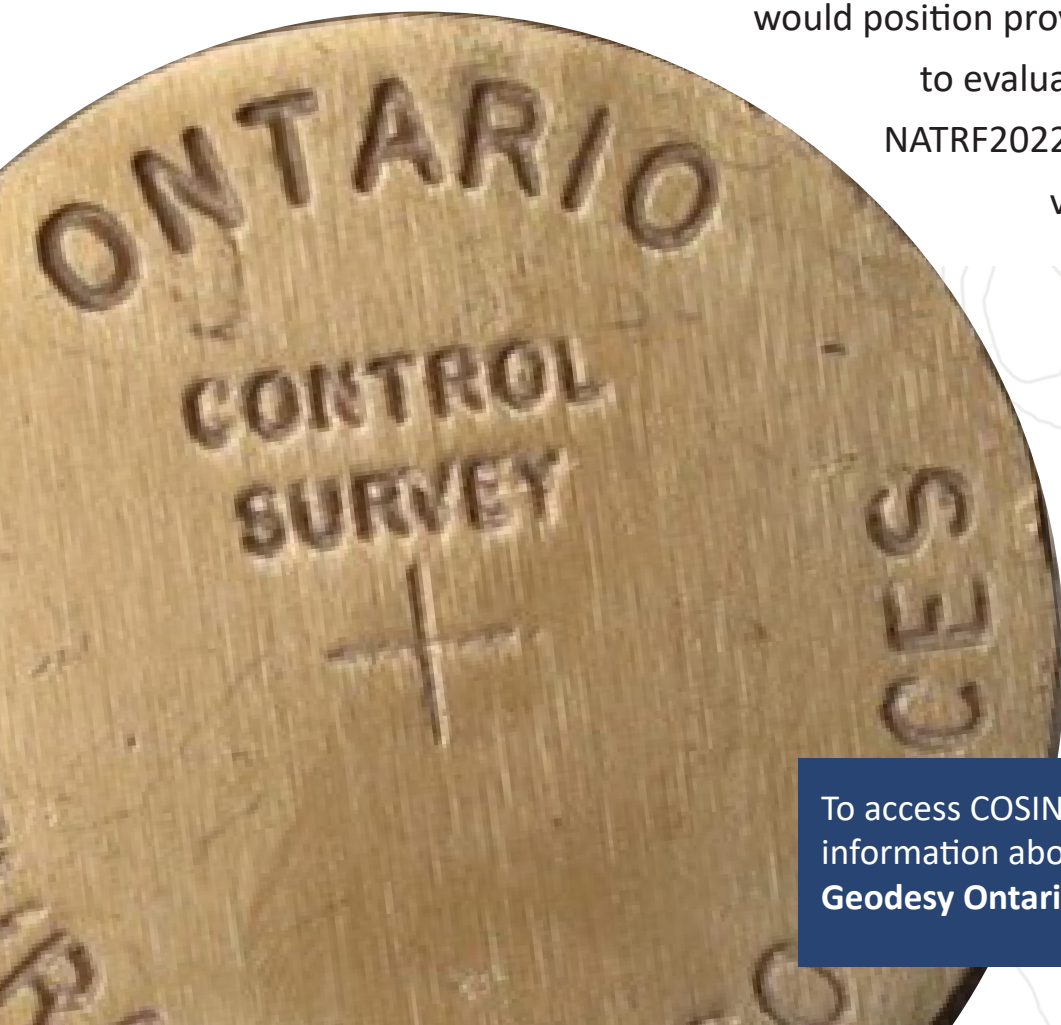 would position prov
to evalua
NATRF2022
v
ONTARIO
CONTROL
SURVEY
CES
To access COSIN
information abo
Geodesy Ontari